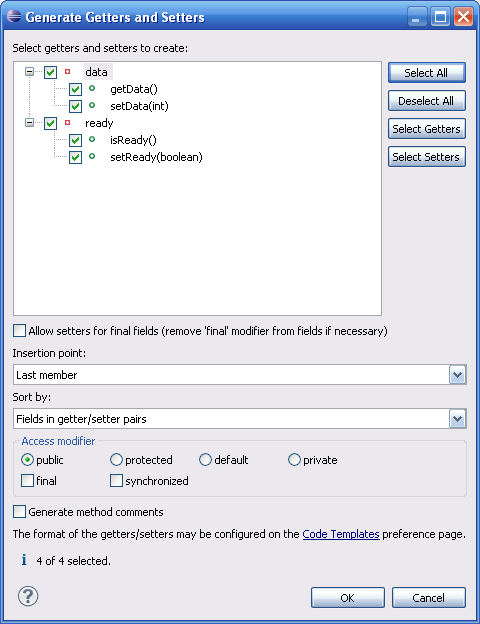 Generate Getters and Setters
Select getters and setters to create:
data
getData()
setData(int)
ready
isReady()
setReady(boolean)
Select All
Deselect All
Select Getters
Select Setters
Allow setters for final fields (remove 'final' modifier from fields if necessary)
Insertion point:
Last member
Sort by:
Fields in getter/setter pairs
Access modifier
public protected default private
final synchronized
Generate method comments
The format of the getters/setters may be configured on the Code Templates preference page.
i 4 of 4 selected.
? OK Cancel